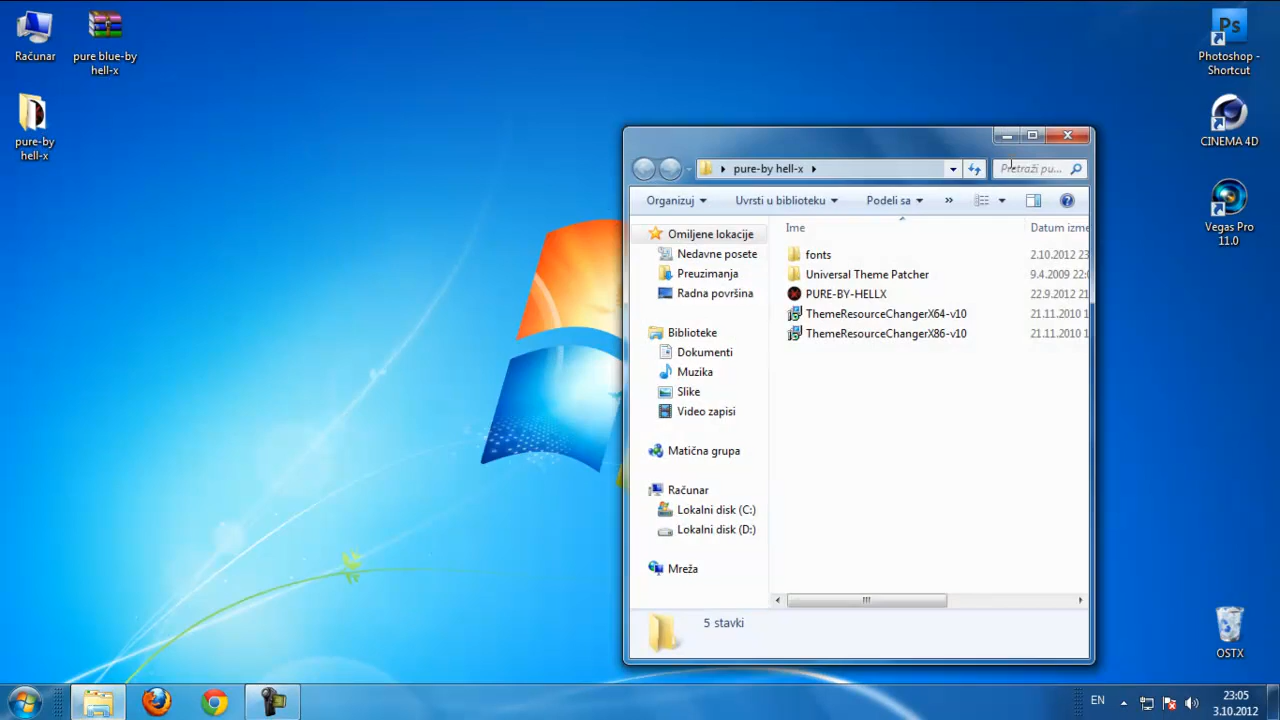 Računar
pure blue-by
hell-x
pure-by
hell-x
Ps
Photoshop -
Shortcut
CINEMA 4D
Vegas Pro
11.0
OSTX
pure-by hell-x
Pretraži pu...
Organizuj
Uvrsti u biblioteku
Podeli sa
»
Omiljene lokacije
Nedavne posete
Preuzimanja
Radna površina
Biblioteke
Dokumenti
Muzika
Slike
Video zapisi
Matična grupa
Računar
Lokalni disk (C:)
Lokalni disk (D:)
Mreža
Ime
Datum izme
fonts
2.10.2012 23
Universal Theme Patcher
9.4.2009 22:
PURE-BY-HELLX
22.9.2012 21
ThemeResourceChangerX64-v10
21.11.2010 1
ThemeResourceChangerX86-v10
21.11.2010 1
5 stavki
EN
23:05
3.10.2012